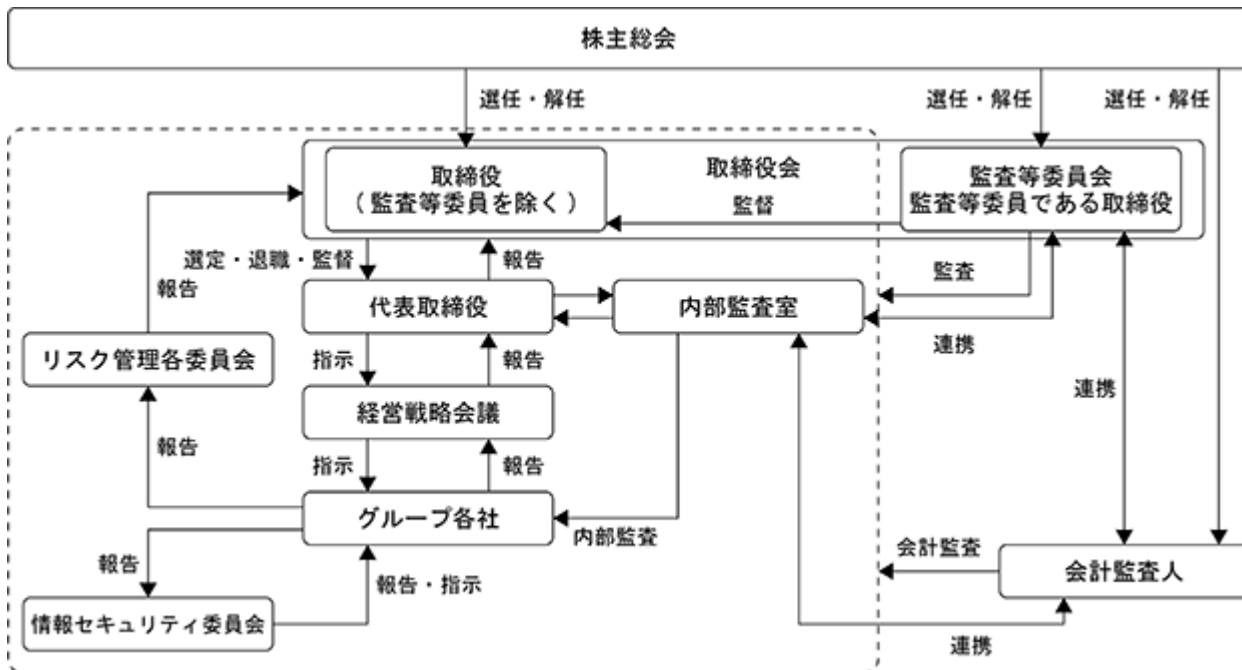 株主総会
選任・解任
選任・解任
選任・解任
取締役
（監査等委員を除く）
取締役会
監督
監査等委員会
監査等委員である取締役
選定・退職・監督
報告
監査
報告
代表取締役
内部監査室
連携
リスク管理各委員会
指示
報告
連携
経営戦略会議
報告
指示
報告
グループ各社
内部監査
会計監査
会計監査人
報告
報告・指示
情報セキュリティ委員会
連携